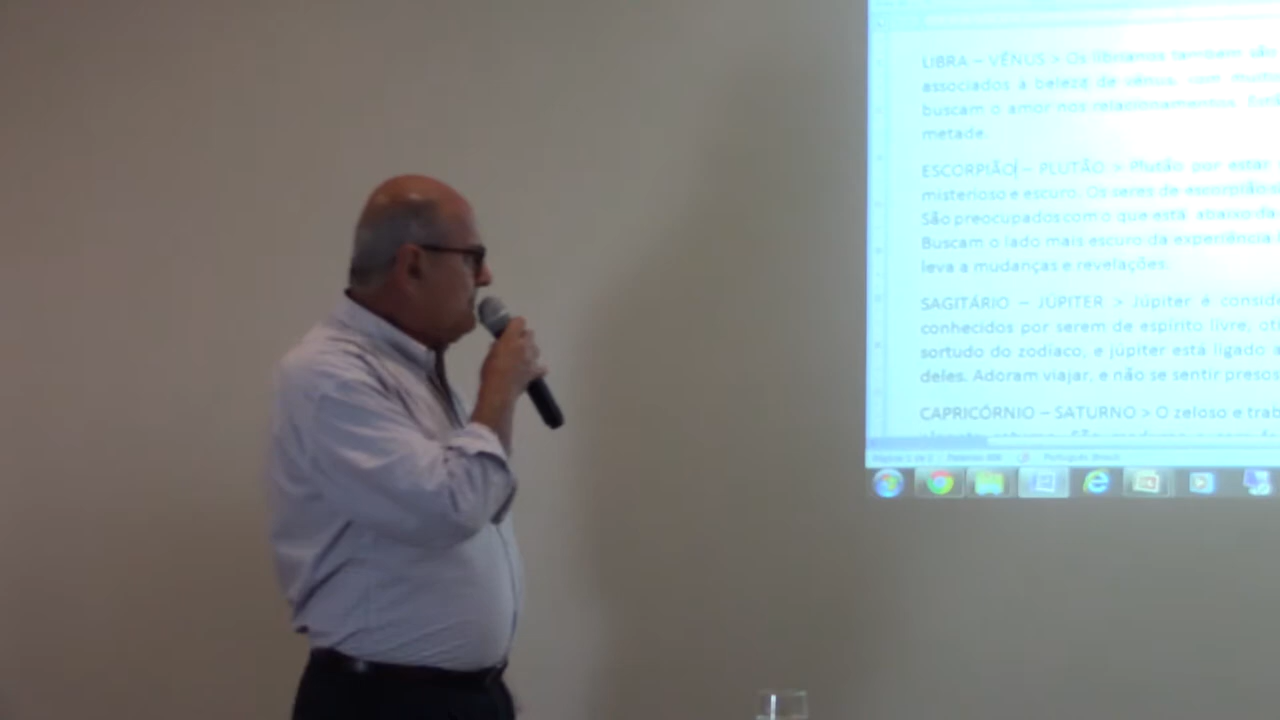 LIBRA – VÊNUS > Os librianos também são
associados a beleza de vênus, com muito
buscam o amor nos relacionamentos.
metade.
ESCORPIÃO – PLUTÃO > Plutão por estar
misterioso e escuro. Os seres de escorpião
São preocupados com o que está abaixo da
Buscam o lado mais escuro da experiência
leva a mudanças e revelações.
SAGITÁRIO – JÚPITER > Júpiter é consid
conhecidos por serem de espírito livre, oti
sortudo do zodíaco, e júpiter está ligado a
deles. Adoram viajar, e não se sentir presos
CAPRICÓRNIO – SATURNO > O zeloso e trab